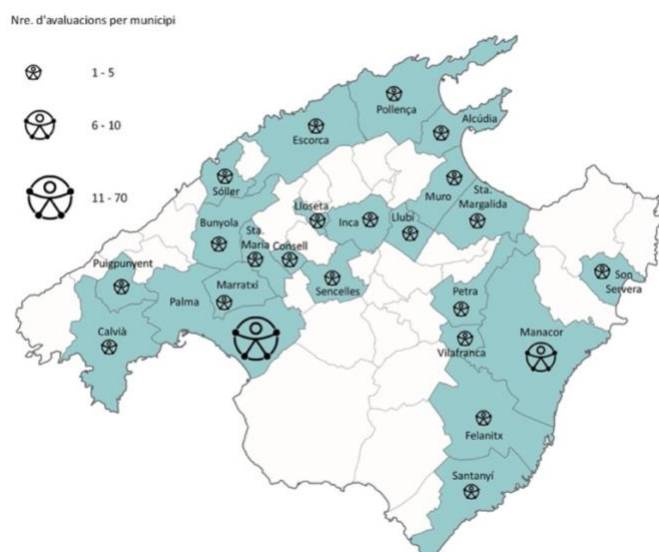 Nre. d'avaluacions per municipi
1 - 5
6 - 10
11 - 70
Pollença
Alcúdia
Escorca
Sóller
Muro
Sta.
Margalida
Lloseta
Inca
Llubí
Bunyola
Sta.
Maria
Consell
Puigpunyent
Marratxí
Sencelles
Son
Servera
Palma
Petra
Calvià
Manacor
Vilafranca
Felanitx
Santanyí